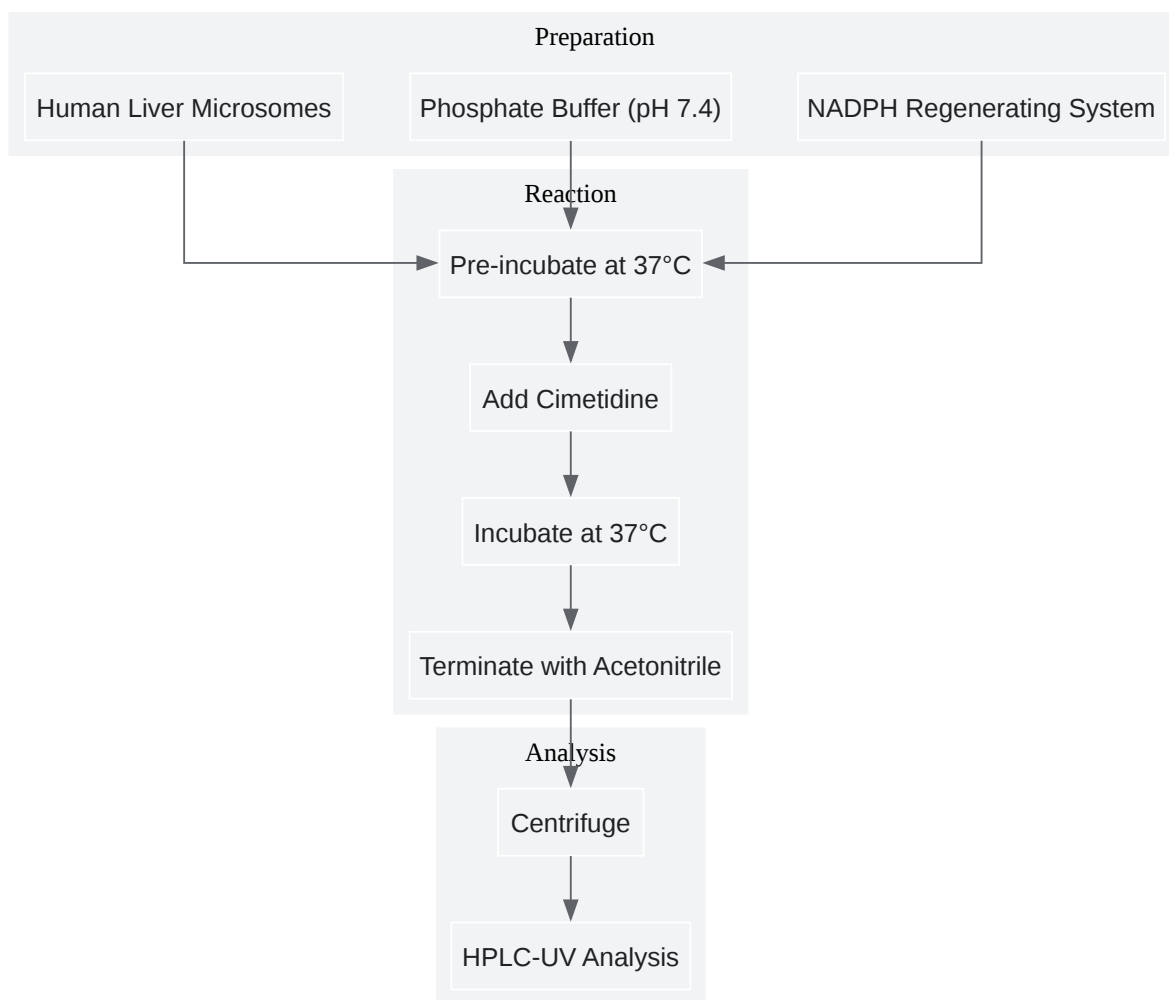 Preparation
Human Liver Microsomes
Phosphate Buffer (pH 7.4)
NADPH Regenerating System
Reaction
Pre-incubate at 37°C
Add Cimetidine
Incubate at 37°C
Terminate with Acetonitrile
Analysis
Centrifuge
HPLC-UV Analysis